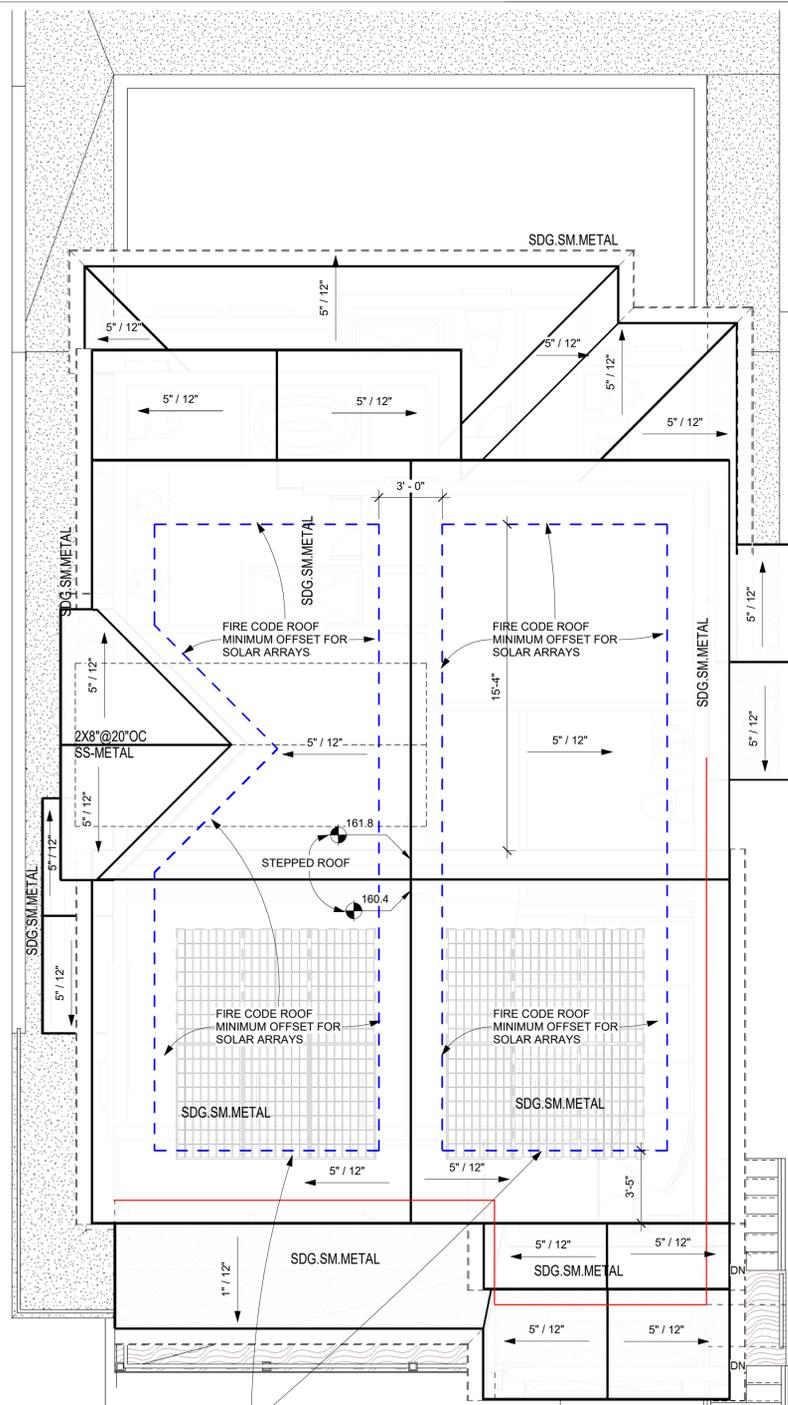 SDG.SM.METAL
5" / 12"
5" / 12"
5" / 12"
5" / 12"
5" / 12"
5" / 12"
5" / 12"
3' - 0"
SDG.SM.METAL
SDG.SM.METAL
FIRE CODE ROOF
MINIMUM OFFSET FOR
SOLAR ARRAYS
FIRE CODE ROOF
MINIMUM OFFSET FOR
SOLAR ARRAYS
SDG.SM.METAL
5" / 12"
5" / 12"
15'-4"
2X8"@20"OC
SS-METAL
5" / 12"
5" / 12"
5" / 12"
5" / 12"
161.8
STEPPED ROOF
160.4
5" / 12"
SDG.SM.METAL
5" / 12"
FIRE CODE ROOF
MINIMUM OFFSET FOR
SOLAR ARRAYS
FIRE CODE ROOF
MINIMUM OFFSET FOR
SOLAR ARRAYS
SDG.SM.METAL
SDG.SM.METAL
5" / 12"
5" / 12"
3'-5"
SDG.SM.METAL
1" / 12"
5" / 12"
5" / 12"
SDG.SM.METAL
DN
5" / 12"
5" / 12"
DN